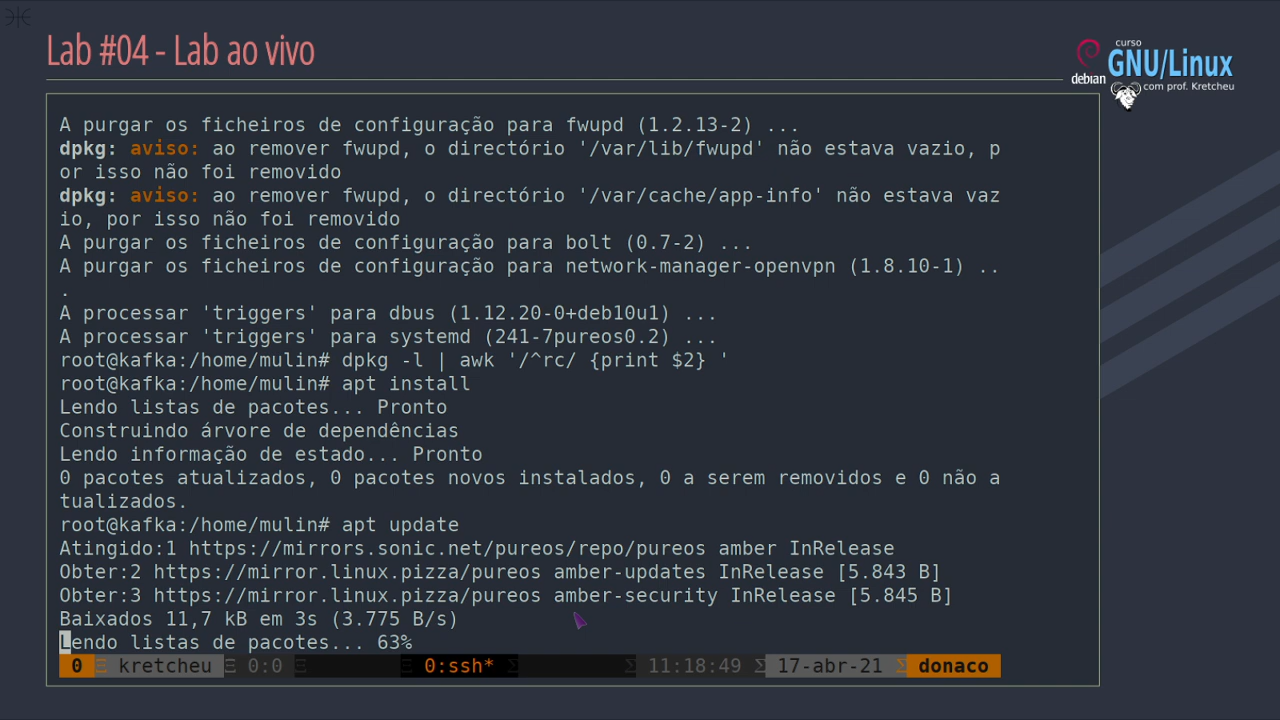 Lab #04 - Lab ao vivo
curso
GNU/Linux
debian
com prof. Kretcheu
A purgar os ficheiros de configuração para fwupd (1.2.13-2) ...
dpkg: aviso: ao remover fwupd, o directório '/var/lib/fwupd' não estava vazio, p
or isso não foi removido
dpkg: aviso: ao remover fwupd, o directório '/var/cache/app-info' não estava vaz
io, por isso não foi removido
A purgar os ficheiros de configuração para bolt (0.7-2) ...
A purgar os ficheiros de configuração para network-manager-openvpn (1.8.10-1) ..
.
A processar 'triggers' para dbus (1.12.20-0+deb10u1) ...
A processar 'triggers' para systemd (241-7pureos0.2) ...
root@kafka:/home/mulin# dpkg -l | awk '/^rc/ {print $2} '
root@kafka:/home/mulin# apt install
Lendo listas de pacotes... Pronto
Construindo árvore de dependências
Lendo informação de estado... Pronto
0 pacotes atualizados, 0 pacotes novos instalados, 0 a serem removidos e 0 não a
tualizados.
root@kafka:/home/mulin# apt update
Atingido:1 https://mirrors.sonic.net/pureos/repo/pureos amber InRelease
Obter:2 https://mirror.linux.pizza/pureos amber-updates InRelease [5.843 B]
Obter:3 https://mirror.linux.pizza/pureos amber-security InRelease [5.845 B]
Baixados 11,7 kB em 3s (3.775 B/s)
Lendo listas de pacotes... 63%
0 Ξ kretcheu Ξ 0:0 Ξ Σ 0:ssh* Σ Σ 11:18:49 Σ 17-abr-21 Σ donaco